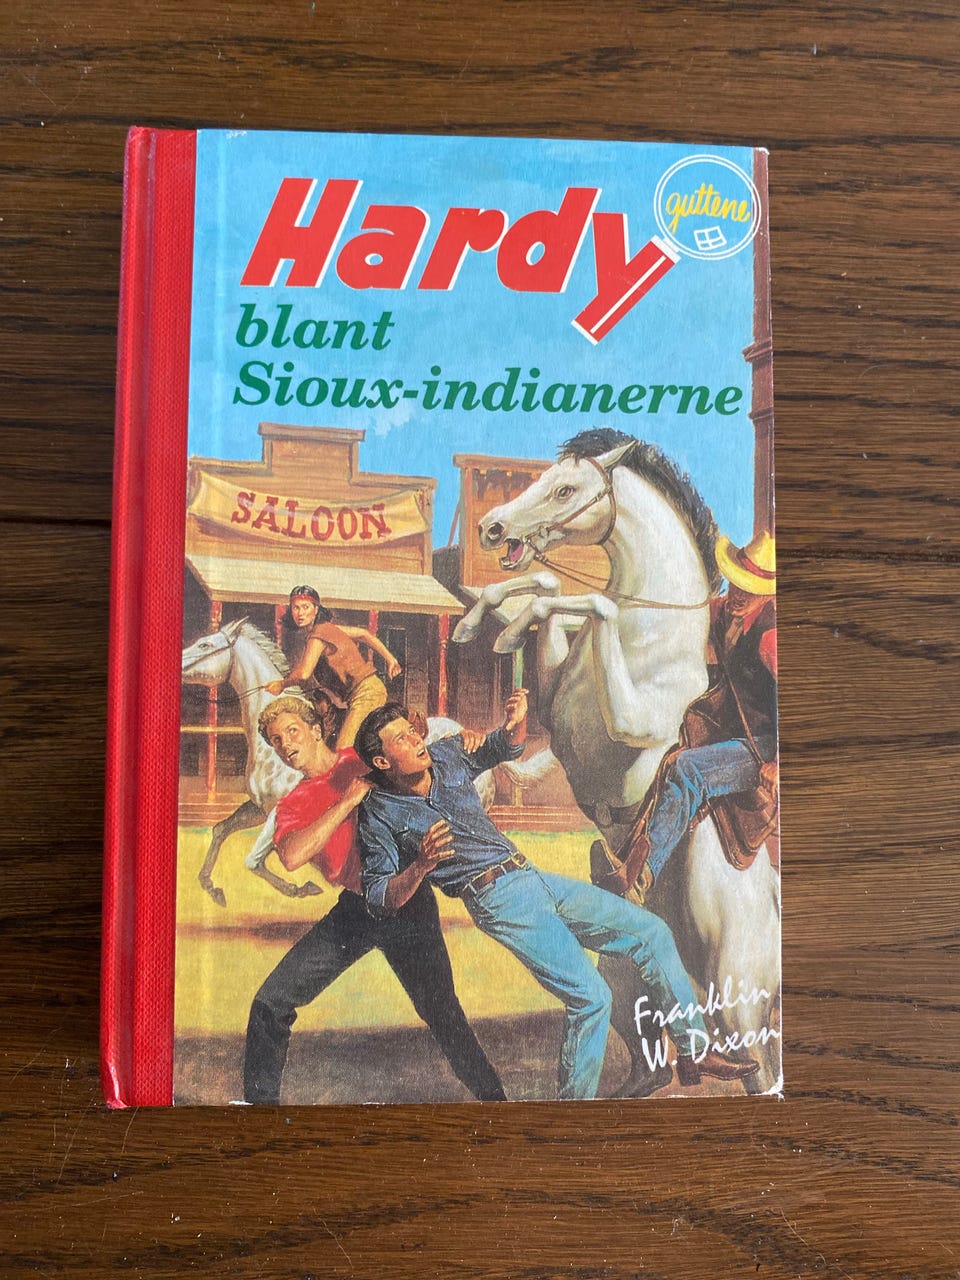 Hardy
guttene
blant
Sioux-indianerne
SALOON
Franklin
W. Dixon